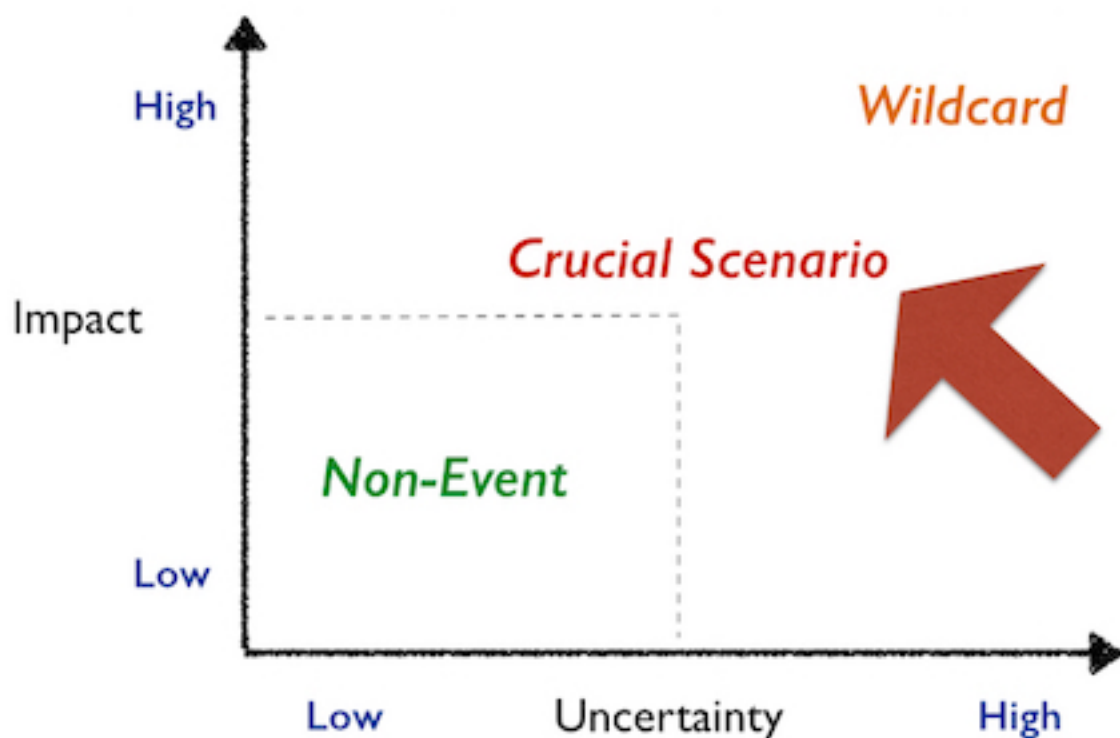 High
Wildcard
Crucial Scenario
Impact
Non-Event
Low
Low Uncertainty High